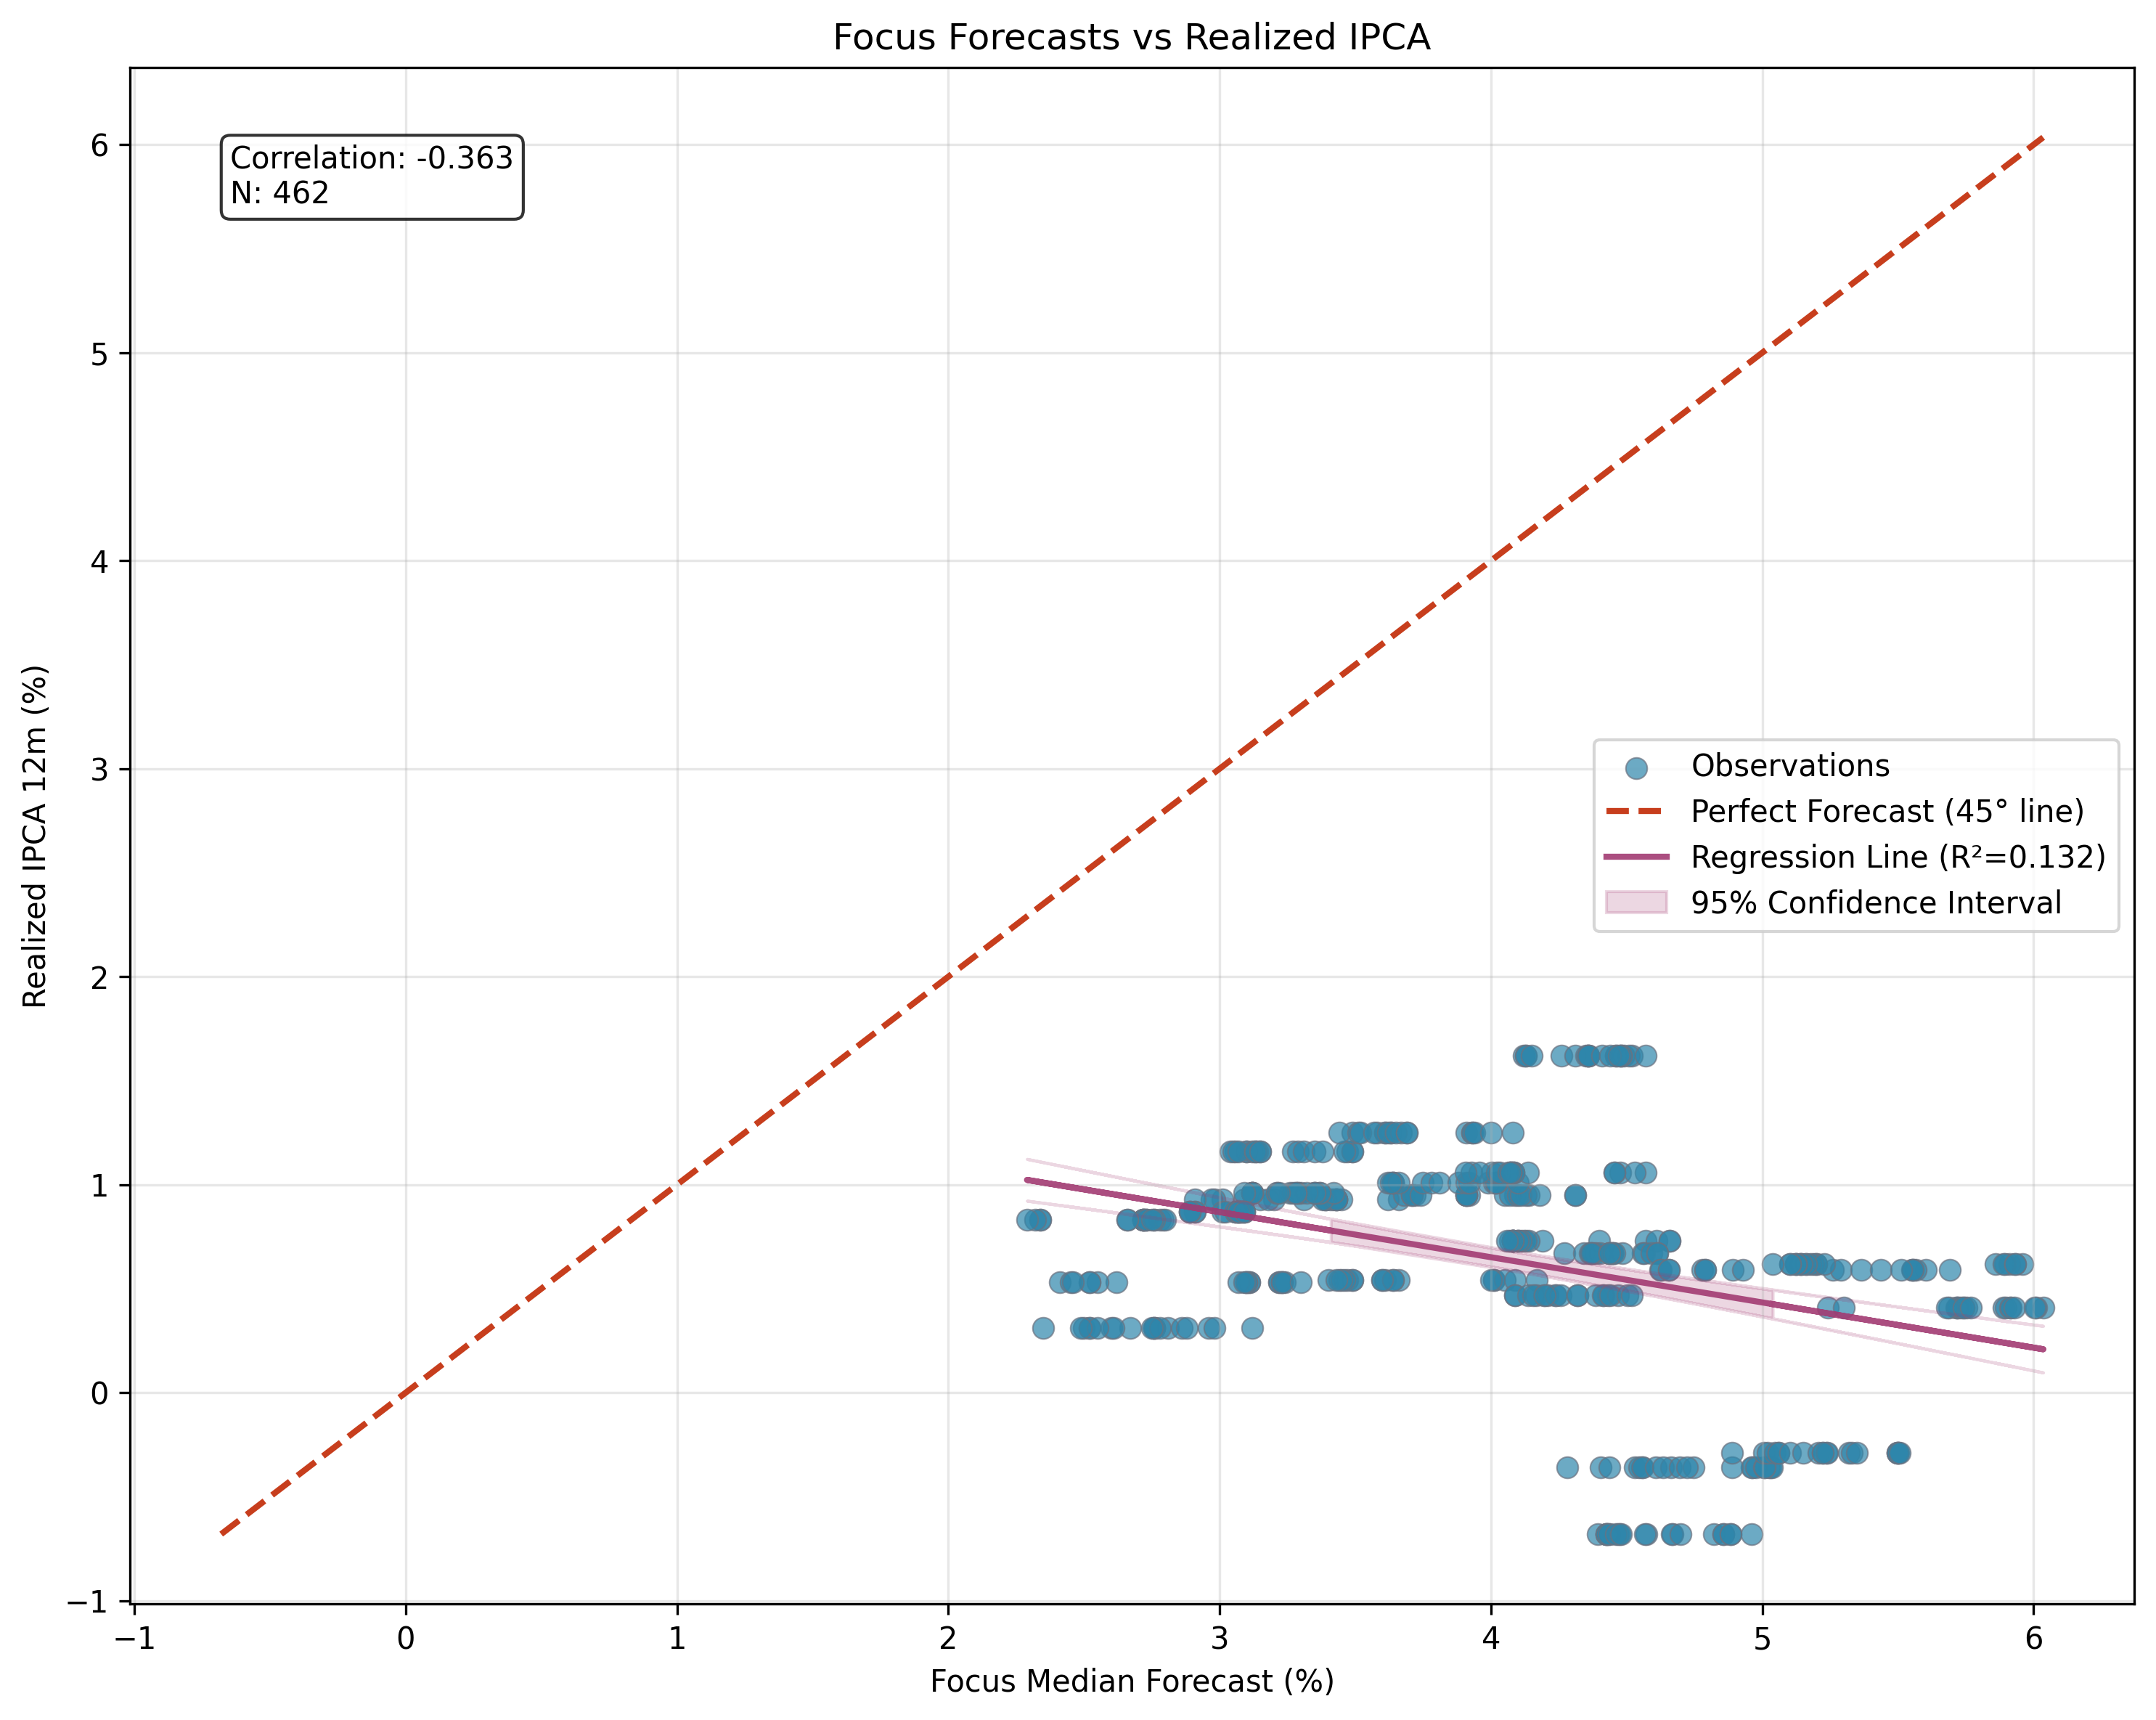 Focus Forecasts vs Realized IPCA
Correlation: -0.363
N: 462
6
5
4
3
2
1
0
−1
Realized IPCA 12m (%)
Observations
Perfect Forecast (45° line)
Regression Line (R²=0.132)
95% Confidence Interval
−1 0 1 2 3 4 5 6
Focus Median Forecast (%)